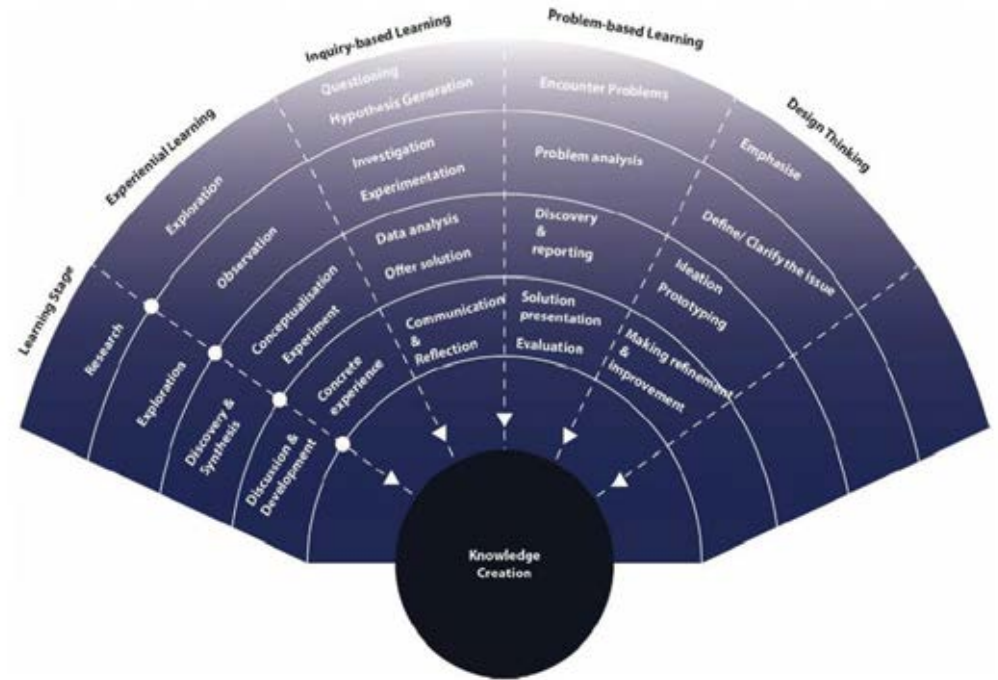 Learning Stage
Research
Exploration
Discovery &
Synthesis
Discussion &
Development
Experiential Learning
Exploration
Observation
Conceptualisation
Experiment
Concrete
experience
Inquiry-based Learning
Questioning
Hypothesis Generation
Investigation
Experimentation
Data analysis
Offer solution
Communication
&
Reflection
Problem-based Learning
Encounter Problems
Problem analysis
Discovery
&
reporting
Solution
presentation
Evaluation
Design Thinking
Emphasise
Define/ Clarify the issue
Ideation
Prototyping
Making refinement
&
improvement
Knowledge
Creation